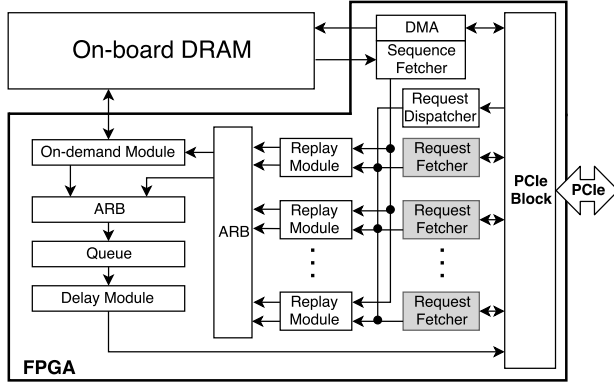 On-board DRAM
DMA
Sequence
Fetcher
Request
Dispatcher
On-demand Module
ARB
Queue
Delay Module
ARB
Replay
Module
Request
Fetcher
Replay
Module
Request
Fetcher
Replay
Module
Request
Fetcher
PCIe
Block
PCIe
FPGA